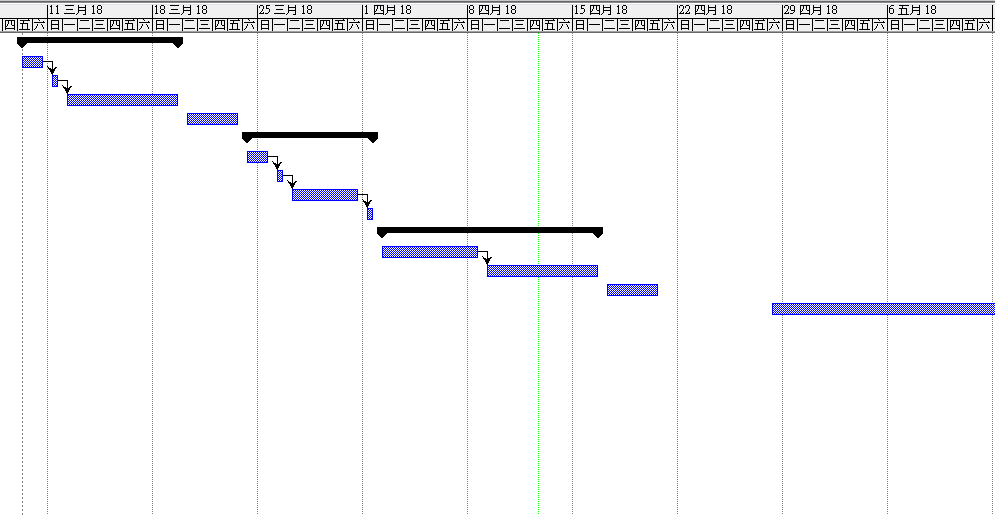 11 三月 18 18 三月 18 25 三月 18 1 四月 18 8 四月 18 15 四月 18 22 四月 18 29 四月 18 6 五月 18
四 五 六 日 一 二 三 四 五 六 日 一 二 三 四 五 六 日 一 二 三 四 五 六 日 一 二 三 四 五 六 日 一 二 三 四 五 六 日 一 二 三 四 五 六 日 一 二 三 四 五 六 日 一 二 三 四 五 六 日 一 二 三 四 五 六